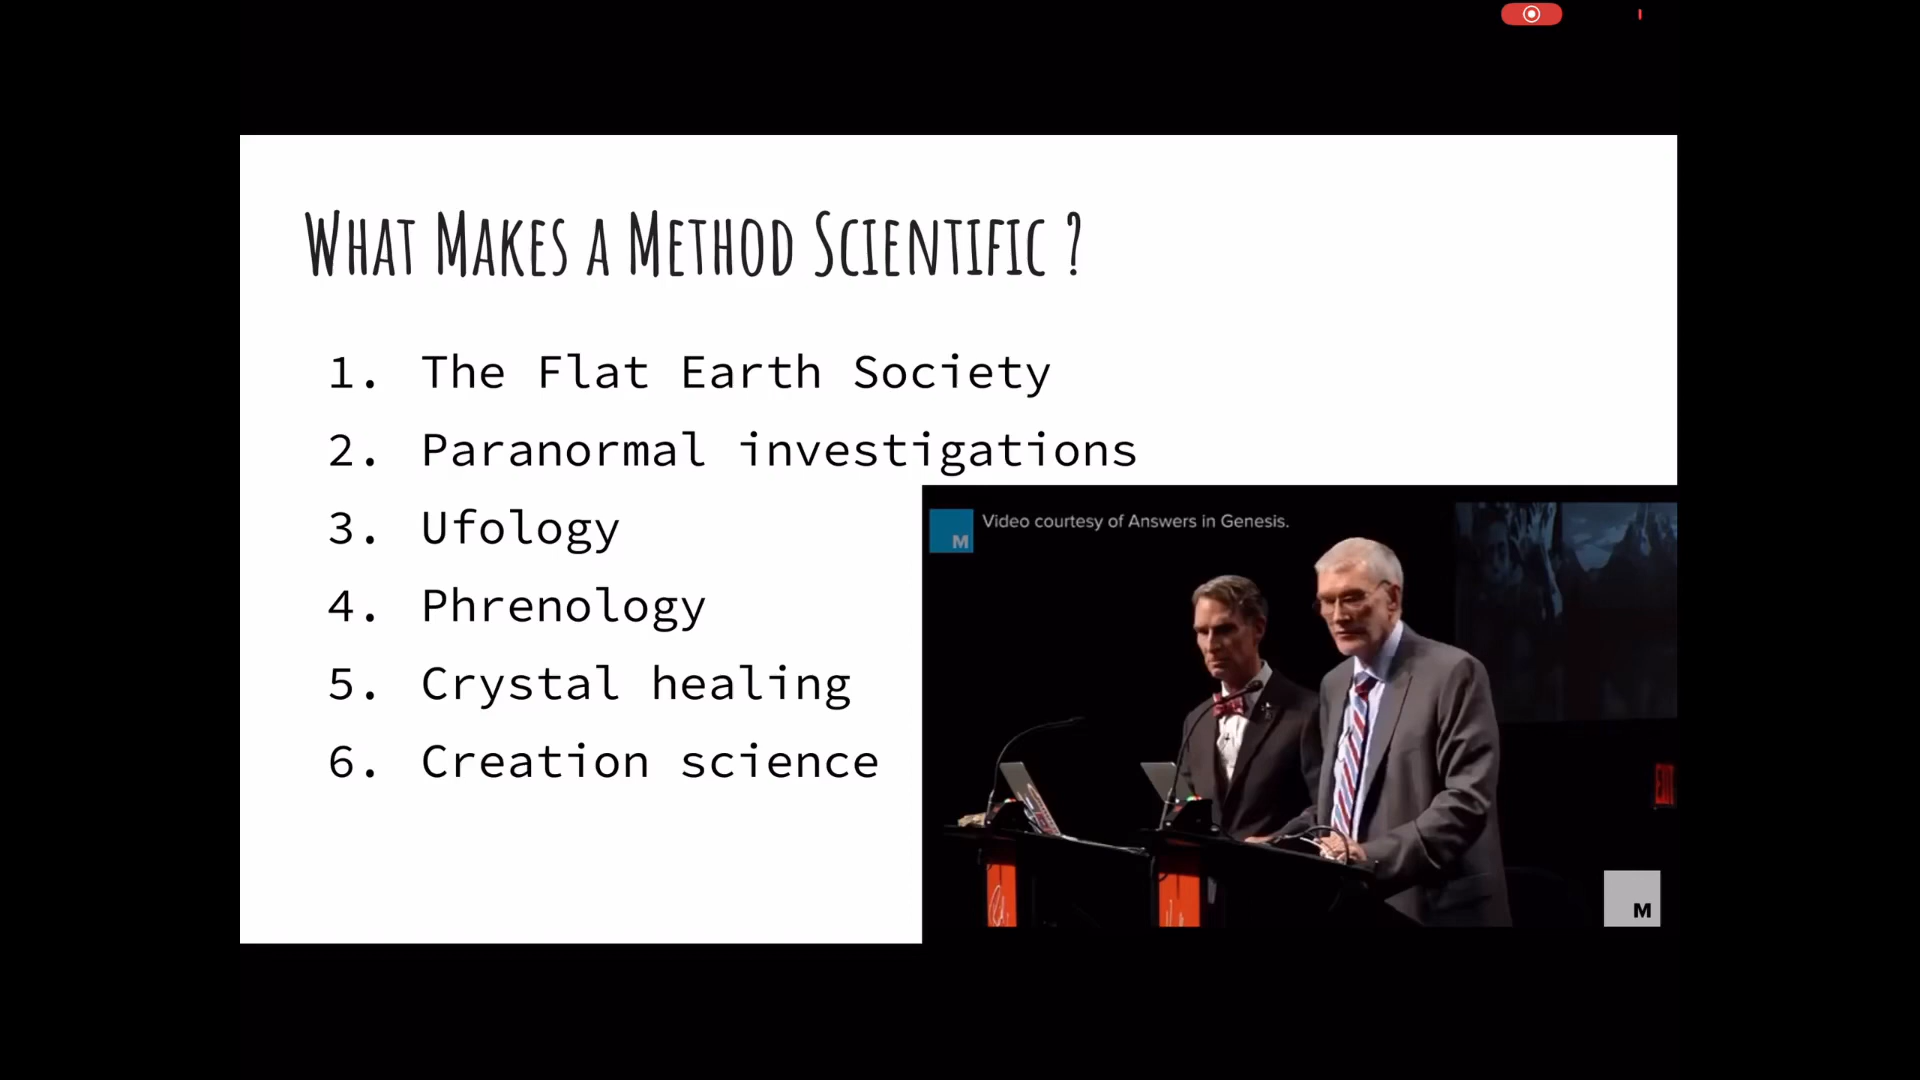 WHAT MAKES A METHOD SCIENTIFIC ?
1. The Flat Earth Society
2. Paranormal investigations
3. Ufology
4. Phrenology
5. Crystal healing
6. Creation science
M
Video courtesy of Answers in Genesis.
EXIT
M